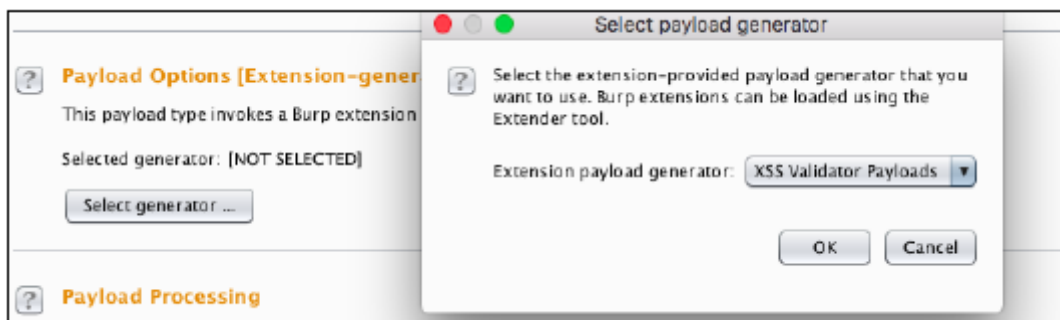 Select payload generator
Payload Options [Extension-gener
This payload type invokes a Burp extension
Selected generator: [NOT SELECTED]
Select generator ...
Select the extension-provided payload generator that you
want to use. Burp extensions can be loaded using the
Extender tool.
Extension payload generator: XSS Validator Payloads
OK Cancel
Payload Processing